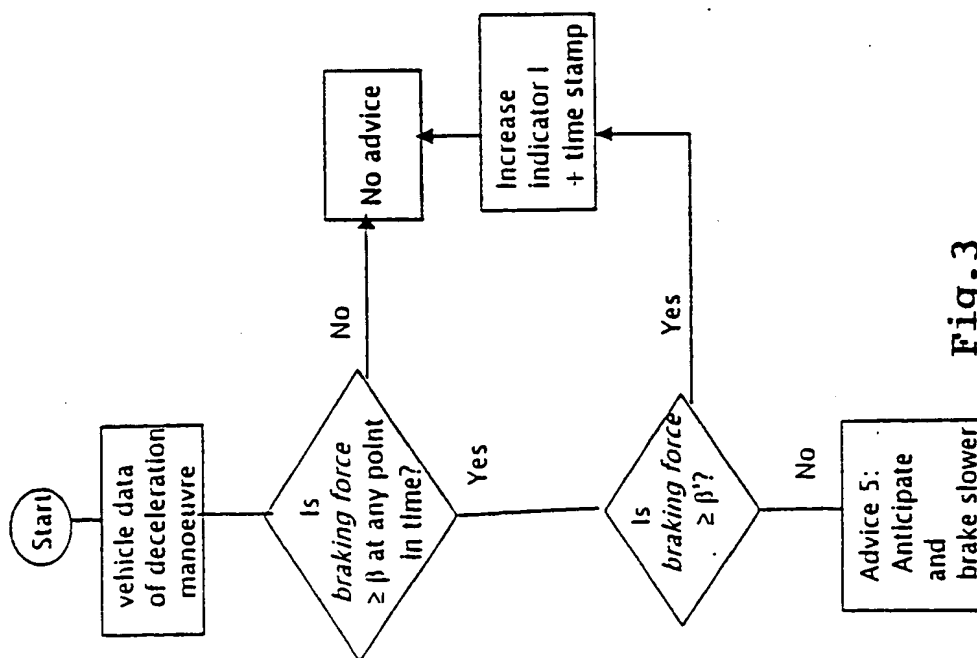 Start
vehicle data
of deceleration
manoeuvre
Is
braking force
≥ β at any point
in time?
No
No advice
Yes
Is
braking force
≥ β'?
Yes
Increase
indicator I
+ time stamp
No
Advice 5:
Anticipate
and
brake slower
Fig.3